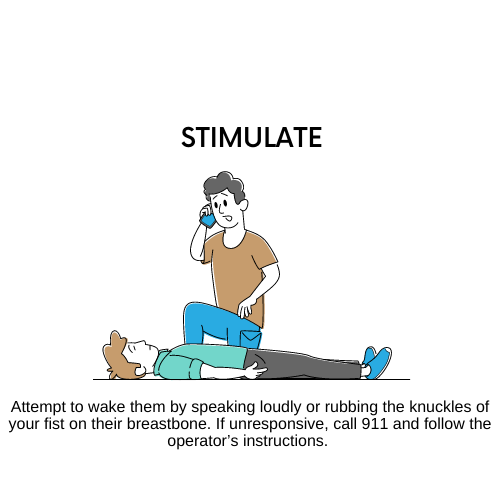 STIMULATE
Attempt to wake them by speaking loudly or rubbing the knuckles of
your fist on their breastbone. If unresponsive, call 911 and follow the
operator’s instructions.